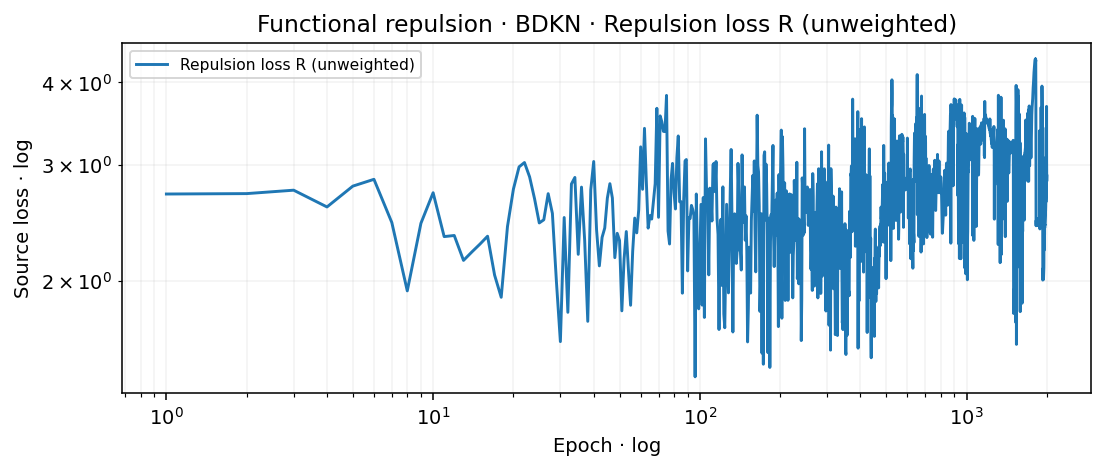 Functional repulsion · BDKN · Repulsion loss R (unweighted)
Repulsion loss R (unweighted)
Source loss · log
4 × 10⁰
3 × 10⁰
2 × 10⁰
10⁰ 10¹ 10² 10³
Epoch · log